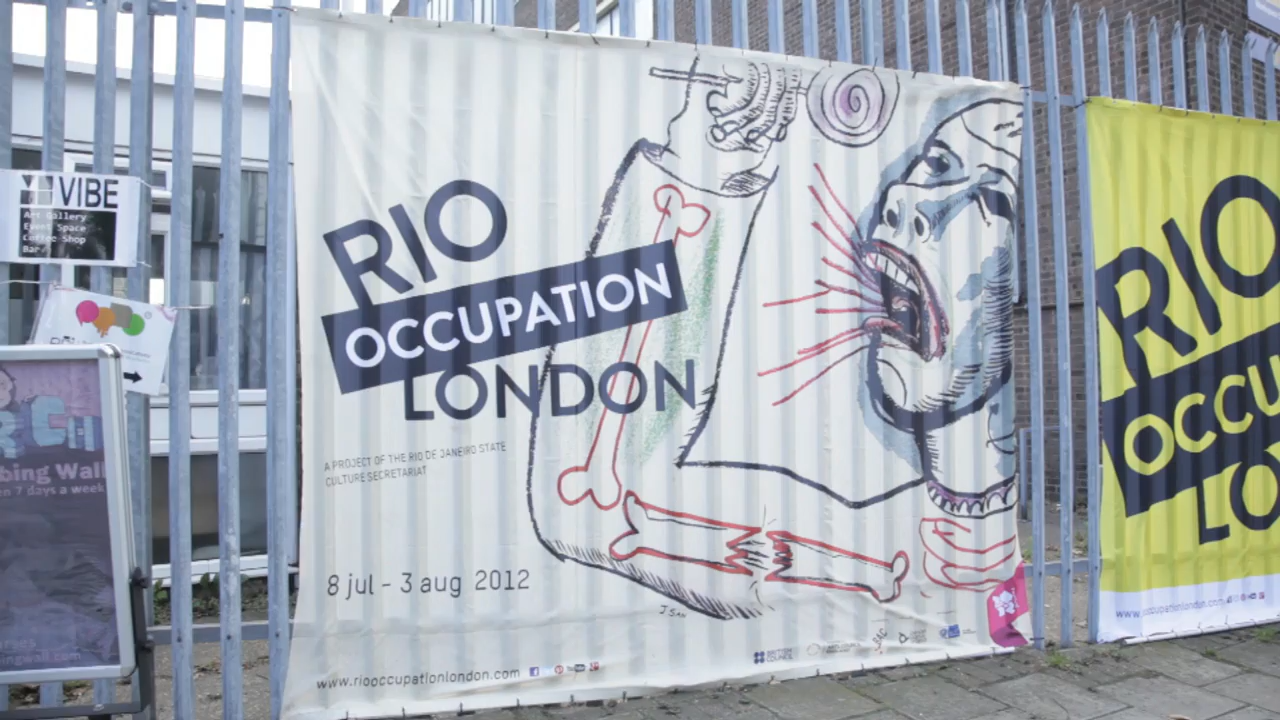 VIBE
Art Gallery
Event Space
Coffee Shop
Bar
bing Wall
n 7 days a week
RIO
OCCUPATION
LONDON
A PROJECT OF THE RIO DE JANEIRO STATE
CULTURE SECRETARIAT
8 jul - 3 aug 2012
www.riooccupationlondon.com
BRITISH
COUNCIL
RIO
OCCU
LO
www.occupationlondon.com